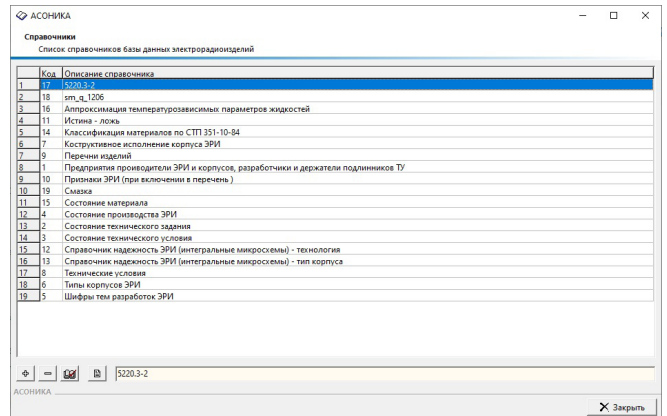 АСОНИКА
Справочники
Список справочников базы данных электрорадиоизделий
Код Описание справочника
1 17 5220.3-2
2 18 sm_q_1206
3 16 Аппроксимация температурозависимых параметров жидкостей
4 11 Истина - ложь
5 14 Классификация материалов по СТП 351-10-84
6 7 Коструктивное исполнение корпуса ЭРИ
7 9 Перечни изделий
8 1 Предприятия проиводители ЭРИ и корпусов, разработчики и держатели подлинников ТУ
9 10 Признаки ЭРИ (при включении в перечень )
10 19 Смазка
11 15 Состояние материала
12 4 Состояние производства ЭРИ
13 2 Состояние технического задания
14 3 Состояние технического условия
15 12 Справочник надежность ЭРИ (интегральные микросхемы) - технология
16 13 Справочник надежность ЭРИ (интегральные микросхемы) - тип корпуса
17 8 Технические условия
18 6 Типы корпусов ЭРИ
19 5 Шифры тем разработок ЭРИ
5220.3-2
АСОНИКА
Закрыть